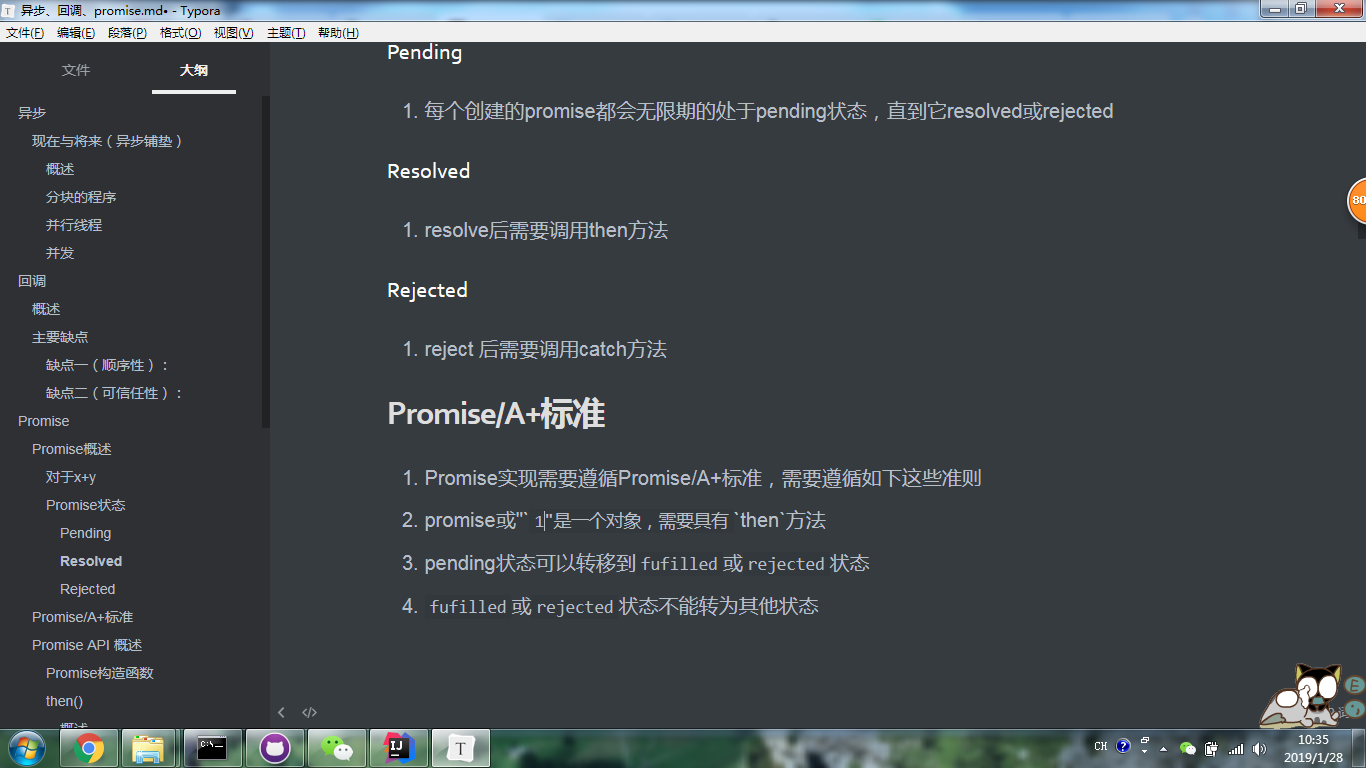 异步、回调、promise.md• - Typora
文件(F) 编辑(E) 段落(P) 格式(O) 视图(V) 主题(T) 帮助(H)
文件 大纲
异步
现在与将来（异步铺垫）
概述
分块的程序
并行线程
并发
回调
概述
主要缺点
缺点一（顺序性）：
缺点二（可信任性）：
Promise
Promise概述
对于x+y
Promise状态
Pending
Resolved
Rejected
Promise/A+标准
Promise API 概述
Promise构造函数
then()
概述
Pending
1. 每个创建的promise都会无限期的处于pending状态，直到它resolved或rejected
Resolved
1. resolve后需要调用then方法
Rejected
1. reject 后需要调用catch方法
Promise/A+标准
1. Promise实现需要遵循Promise/A+标准，需要遵循如下这些准则
2. promise或"` 1"是一个对象，需要具有 `then`方法
3. pending状态可以转移到 fufilled 或 rejected 状态
4. fufilled 或 rejected 状态不能转为其他状态
80
CH
10:35
2019/1/28